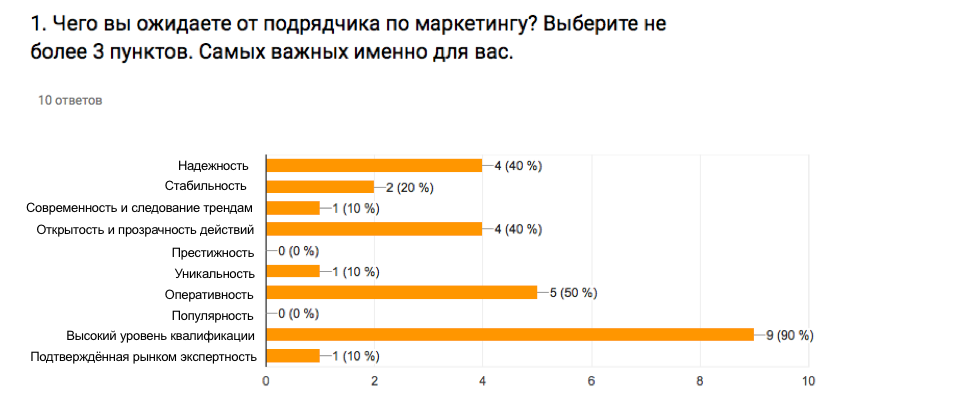 1. Чего вы ожидаете от подрядчика по маркетингу? Выберите не
более 3 пунктов. Самых важных именно для вас.
10 ответов
Надежность 4 (40 %)
Стабильность 2 (20 %)
Современность и следование трендам 1 (10 %)
Открытость и прозрачность действий 4 (40 %)
Престижность 0 (0 %)
Уникальность 1 (10 %)
Оперативность 5 (50 %)
Популярность 0 (0 %)
Высокий уровень квалификации 9 (90 %)
Подтверждённая рынком экспертность 1 (10 %)
0 2 4 6 8 10